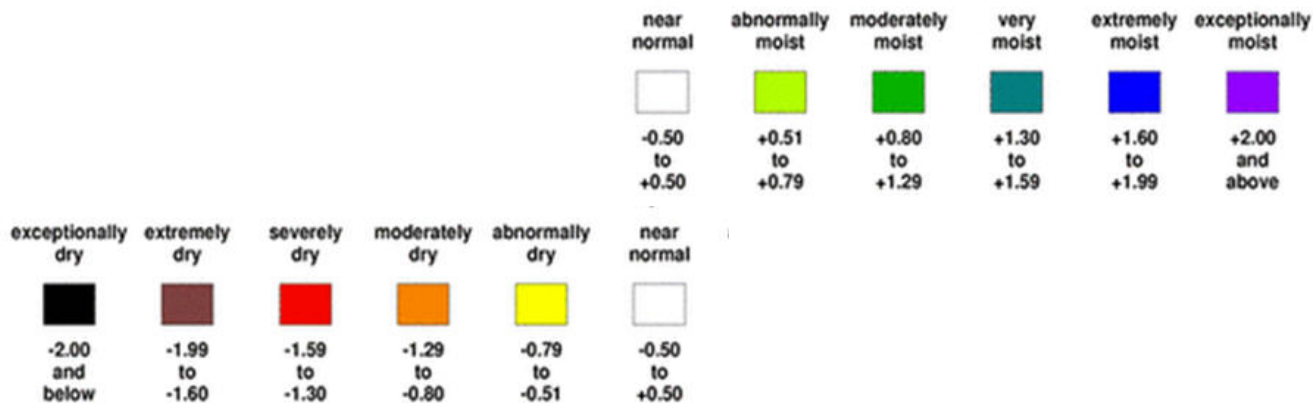 near abnormally moderately very extremely exceptionally
normal moist moist moist moist moist
-0.50 +0.51 +0.80 +1.30 +1.60 +2.00
to to to to to and
+0.50 +0.79 +1.29 +1.59 +1.99 above
exceptionally extremely severely moderately abnormally near
dry dry dry dry dry normal
-2.00 -1.99 -1.59 -1.29 -0.79 -0.50
and to to to to to
below -1.60 -1.30 -0.80 -0.51 +0.50